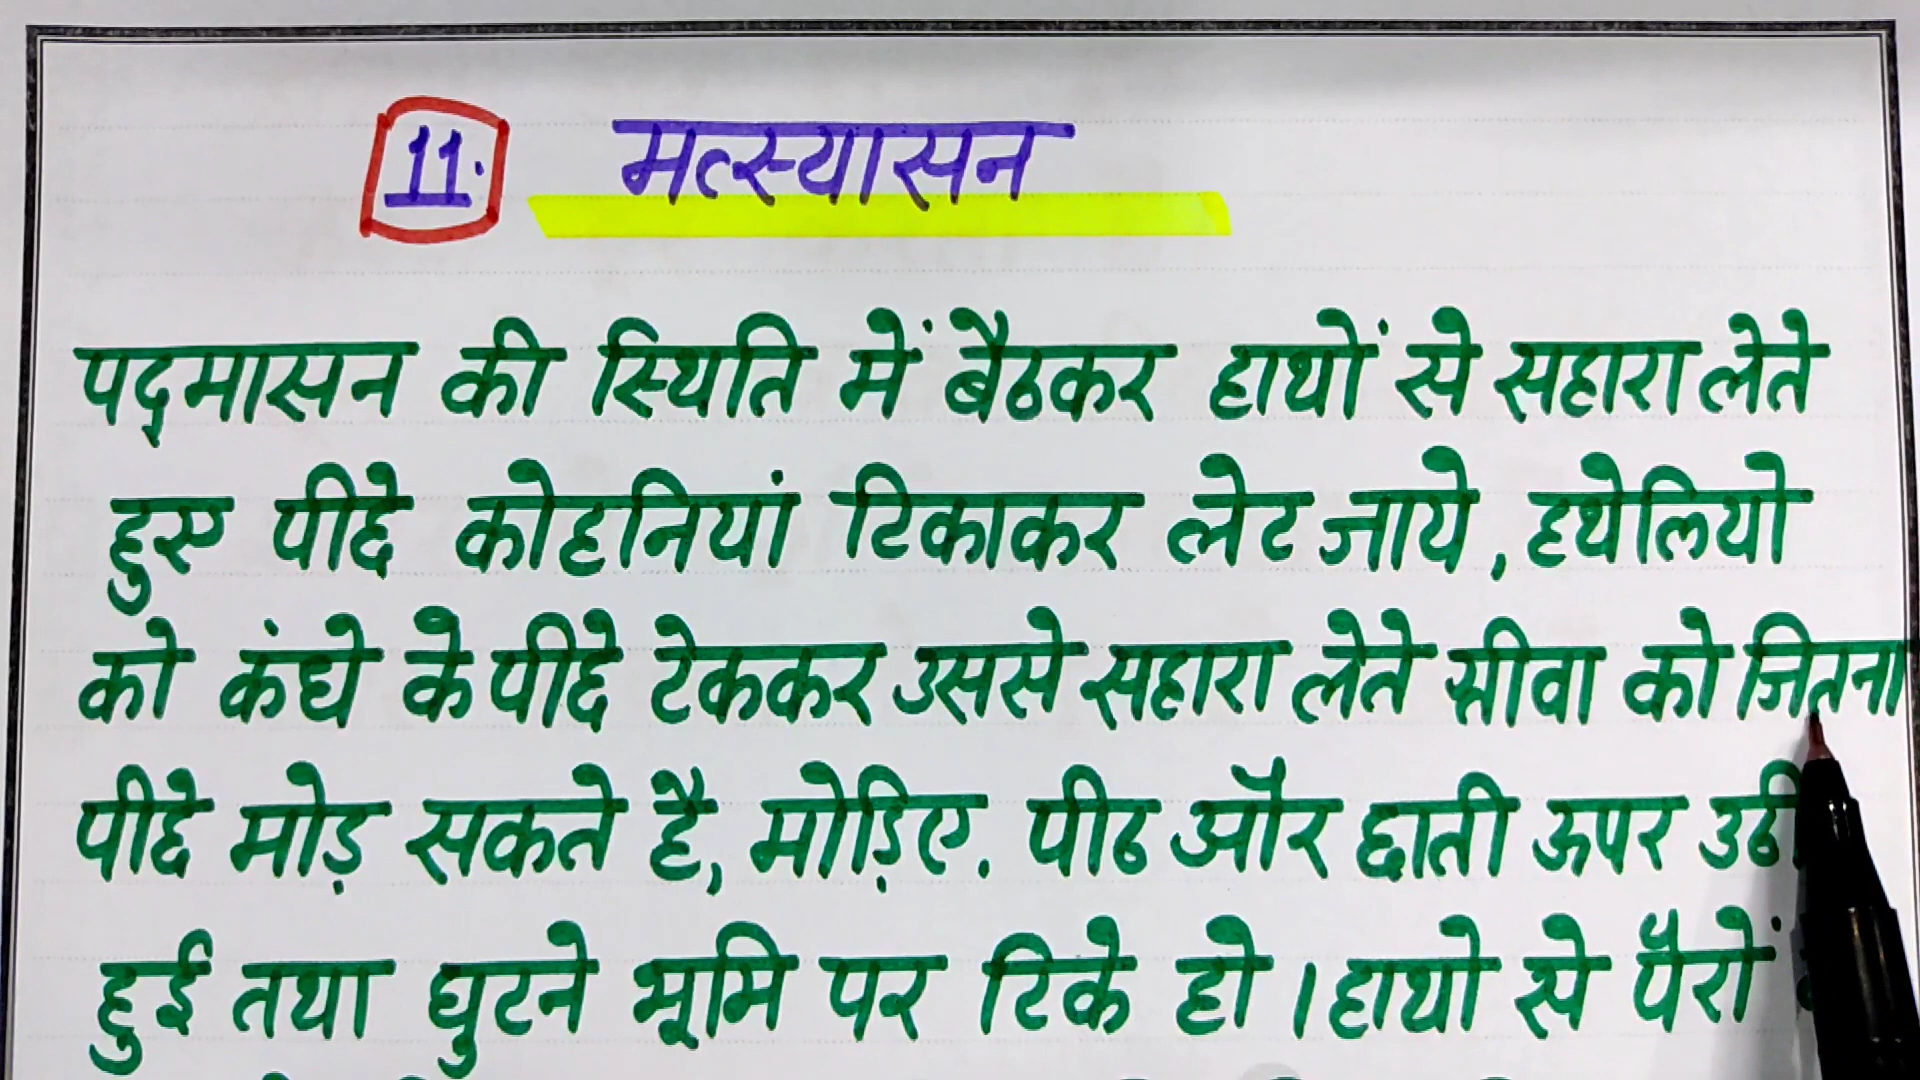 11. मत्स्यासन
पद्मासन की स्थिति में बैठकर हाथों से सहारा लेते
हुए पीछे कोहनियां टिकाकर लेट जाये, हथेलियो
को कंधे के पीछे टेककर उससे सहारा लेते ग्रीवा को जितना
पीछे मोड़ सकते है, मोड़िए. पीठ और छाती ऊपर उठी
हुई तथा घुटने भूमि पर टिके हो । हाथो से पैरों